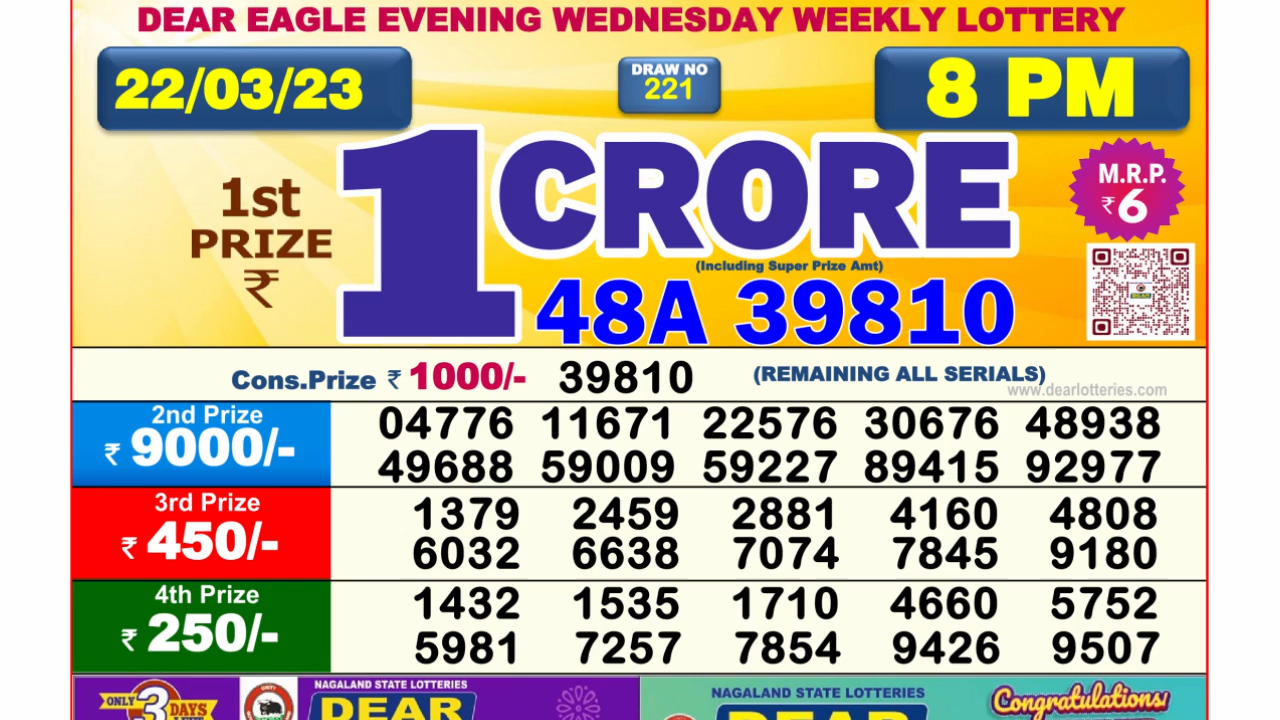 DEAR EAGLE EVENING WEDNESDAY WEEKLY LOTTERY
22/03/23
DRAW NO
221
8 PM
1st
PRIZE
₹
1 CRORE
(Including Super Prize Amt)
48A 39810
M.R.P.
₹ 6
Cons.Prize ₹ 1000/- 39810 (REMAINING ALL SERIALS)
www.dearlotteries.com
2nd Prize
₹ 9000/-
04776 11671 22576 30676 48938
49688 59009 59227 89415 92977
3rd Prize
₹ 450/-
1379 2459 2881 4160 4808
6032 6638 7074 7845 9180
4th Prize
₹ 250/-
1432 1535 1710 4660 5752
5981 7257 7854 9426 9507
ONLY
3 DAYS
NAGALAND STATE LOTTERIES
DEAR
NAGALAND STATE LOTTERIES
DEAR
Congratulations!